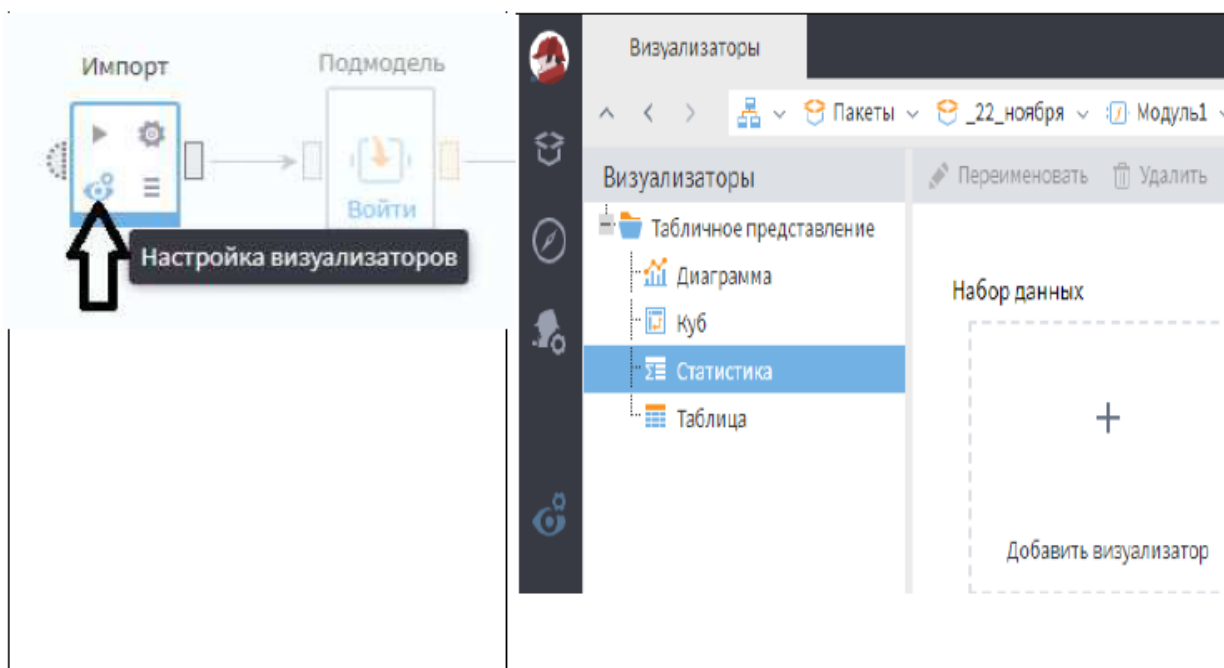 Импорт
Подмодель
Войти
Настройка визуализаторов
Визуализаторы
Пакеты
_22_ноября
Модуль1
Визуализаторы
Переименовать
Удалить
Табличное представление
Диаграмма
Куб
Статистика
Таблица
Набор данных
+
Добавить визуализатор